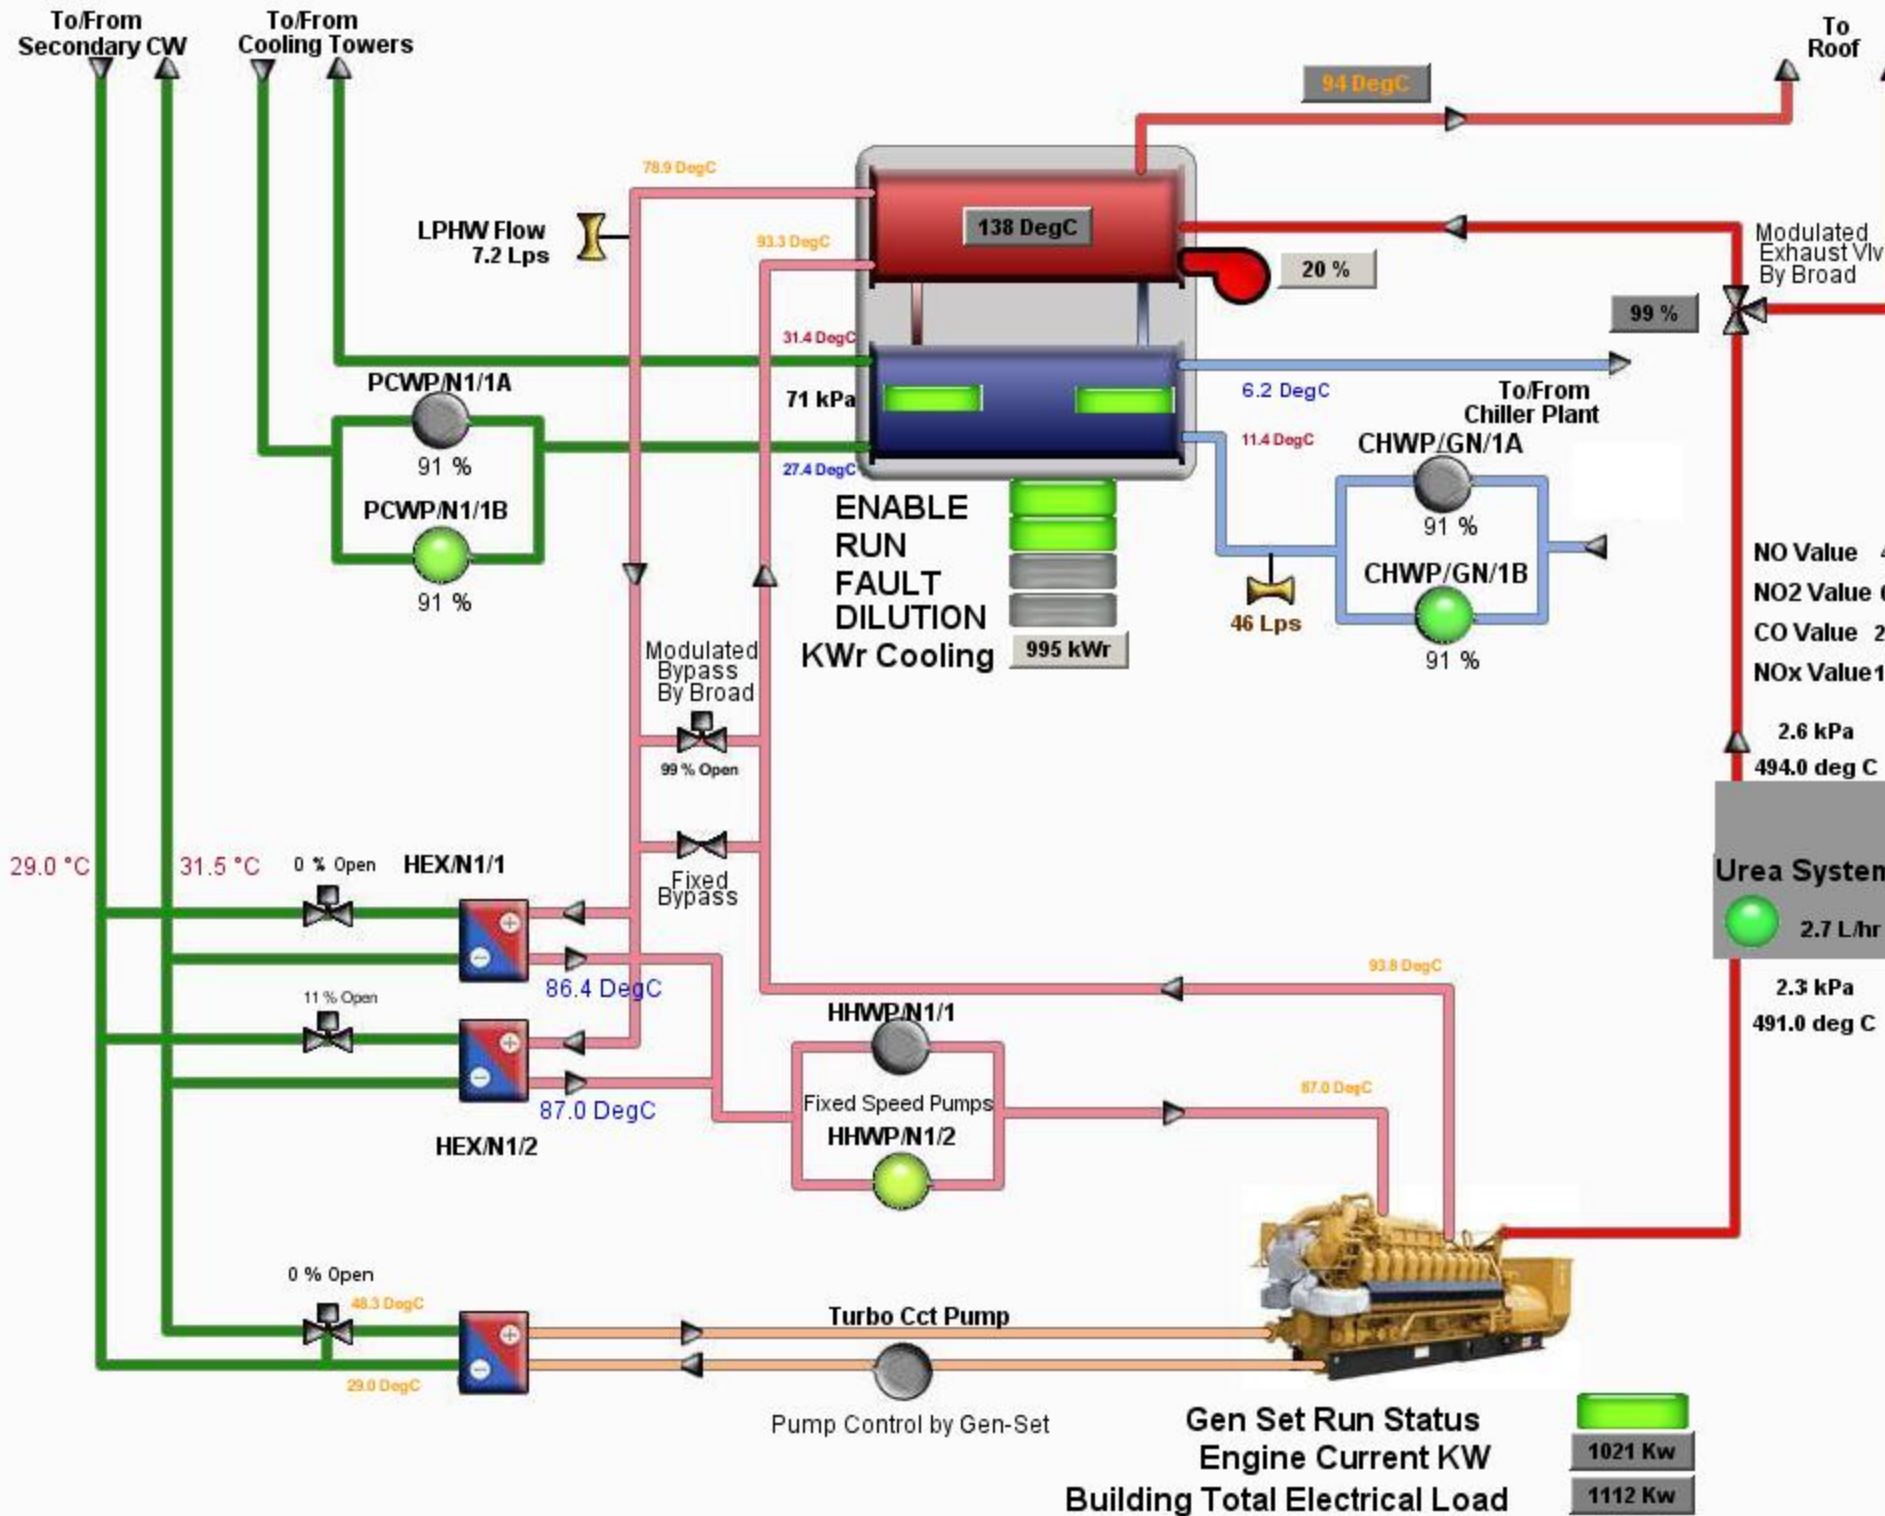 To/From
Secondary CW
To/From
Cooling Towers
To
Roof
94 DegC
78.9 DegC
LPHW Flow
7.2 Lps
93.3 DegC
138 DegC
20 %
Modulated
Exhaust Vlv
By Broad
99 %
31.4 DegC
71 kPa
27.4 DegC
6.2 DegC
To/From
Chiller Plant
11.4 DegC
PCWP/N1/1A
91 %
PCWP/N1/1B
91 %
CHWP/GN/1A
91 %
CHWP/GN/1B
91 %
46 Lps
ENABLE
RUN
FAULT
DILUTION
KWr Cooling
995 kWr
NO Value
NO2 Value
CO Value 2
NOx Value 1
Modulated
Bypass
By Broad
99 % Open
2.6 kPa
494.0 deg C
Fixed
Bypass
29.0 °C
31.5 °C
0 % Open
HEX/N1/1
86.4 DegC
Urea System
2.7 L/hr
2.3 kPa
491.0 deg C
11 % Open
87.0 DegC
HEX/N1/2
93.8 DegC
HHWP/N1/1
Fixed Speed Pumps
HHWP/N1/2
87.0 DegC
0 % Open
48.3 DegC
29.0 DegC
Turbo Cct Pump
Pump Control by Gen-Set
Gen Set Run Status
Engine Current KW
1021 Kw
Building Total Electrical Load
1112 Kw